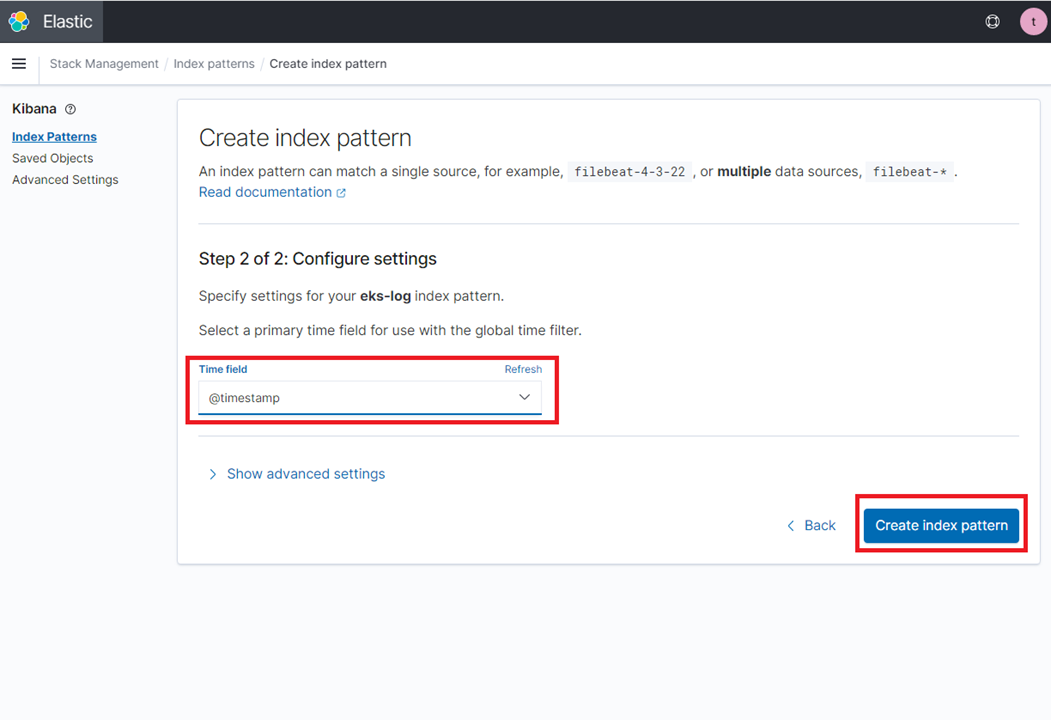 Elastic
t
Stack Management / Index patterns / Create index pattern
Kibana
Index Patterns
Saved Objects
Advanced Settings
Create index pattern
An index pattern can match a single source, for example, filebeat-4-3-22 , or multiple data sources, filebeat-* .
Read documentation
Step 2 of 2: Configure settings
Specify settings for your eks-log index pattern.
Select a primary time field for use with the global time filter.
Time field Refresh
@timestamp
Show advanced settings
Back Create index pattern